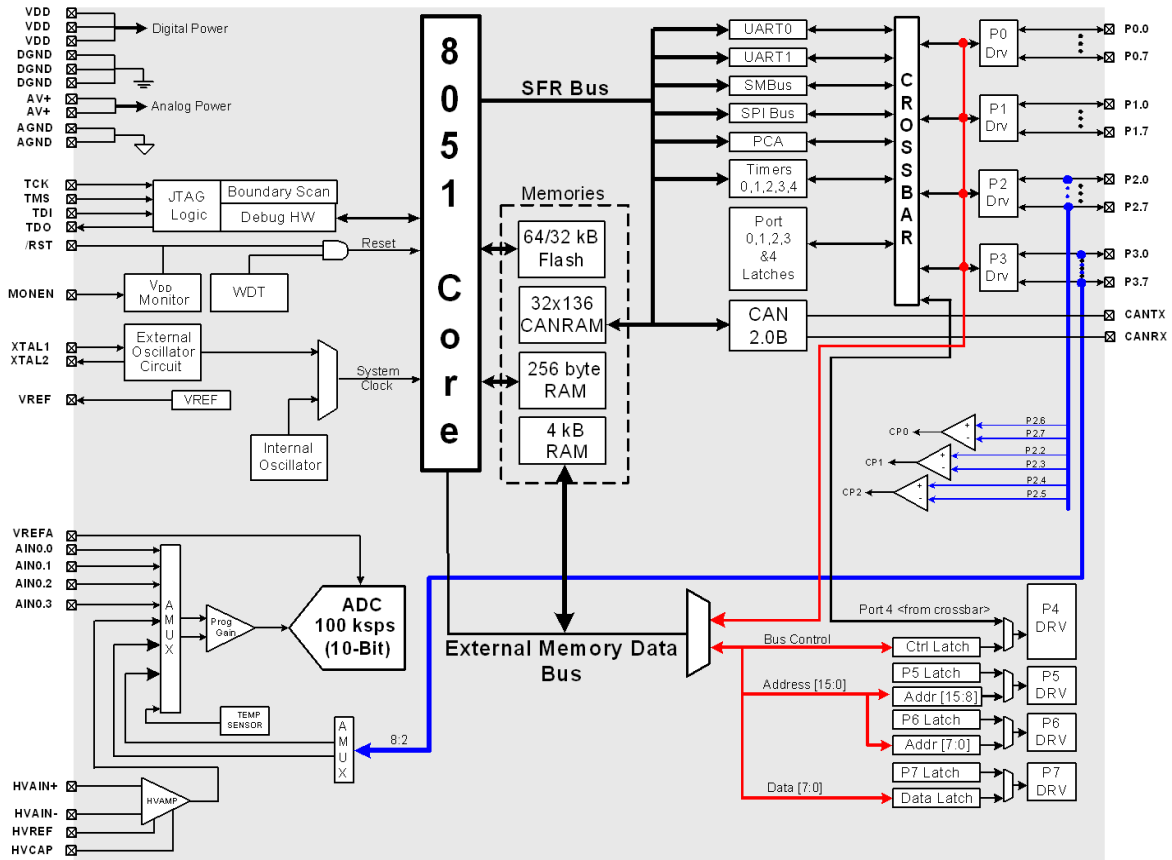 VDD
VDD
VDD
Digital Power
DGND
DGND
DGND
AV+
AV+
Analog Power
AGND
AGND
TCK
TMS
TDI
TDO
JTAG
Logic
Boundary Scan
Debug HW
/RST
Reset
MONEN
VDD
Monitor
WDT
XTAL1
XTAL2
External
Oscillator
Circuit
System
Clock
VREF
VREF
Internal
Oscillator
8051 Core
SFR Bus
Memories
64/32 kB
Flash
32x136
CANRAM
256 byte
RAM
4 kB
RAM
UART0
UART1
SMBus
SPI Bus
PCA
Timers
0,1,2,3,4
Port
0,1,2,3
&4
Latches
CAN
2.0B
CROSSBAR
P0
Drv
P1
Drv
P2
Drv
P3
Drv
P0.0
P0.7
P1.0
P1.7
P2.0
P2.7
P3.0
P3.7
CANTX
CANRX
CP0
+
-
P2.6
P2.7
CP1
+
-
P2.2
P2.3
CP2
+
-
P2.4
P2.5
VREFA
AIN0.0
AIN0.1
AIN0.2
AIN0.3
AMUX
Prog
Gain
ADC
100 ksps
(10-Bit)
TEMP
SENSOR
AMUX
8:2
HVAIN+
HVAIN-
HVREF
HVCAP
HVAMP
External Memory Data
Bus
Port 4 <from crossbar>
Bus Control
Ctrl Latch
P4
DRV
Address [15:0]
P5 Latch
Addr [15:8]
P5
DRV
P6 Latch
Addr [7:0]
P6
DRV
Data [7:0]
P7 Latch
Data Latch
P7
DRV